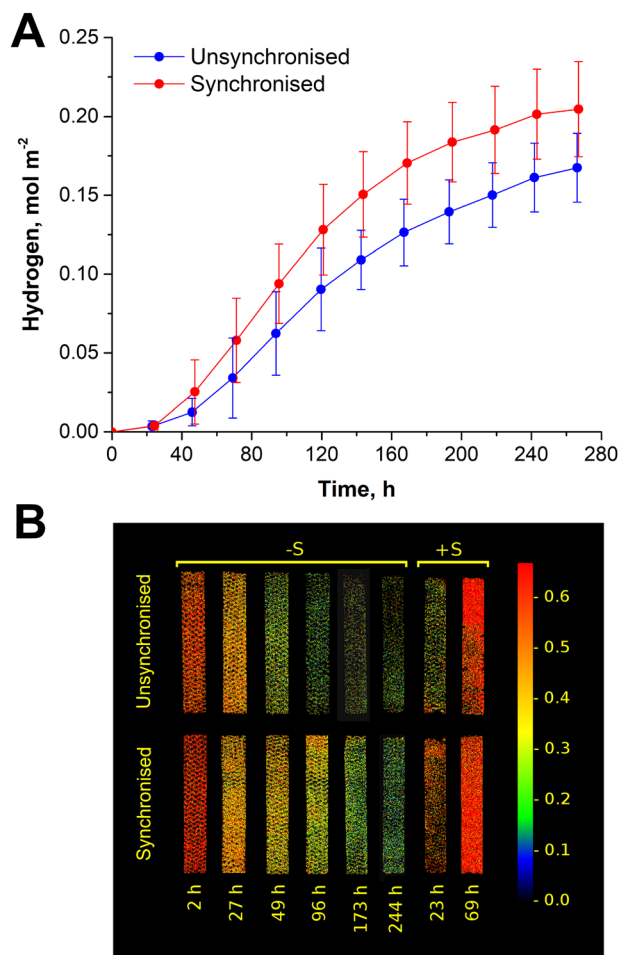 A
Hydrogen, mol m⁻²
0.25
0.20
0.15
0.10
0.05
0.00
Unsynchronised
Synchronised
0 40 80 120 160 200 240 280
Time, h
B
-S +S
Unsynchronised
Synchronised
0.6
0.5
0.4
0.3
0.2
0.1
0.0
2 h 27 h 49 h 96 h 173 h 244 h 23 h 69 h